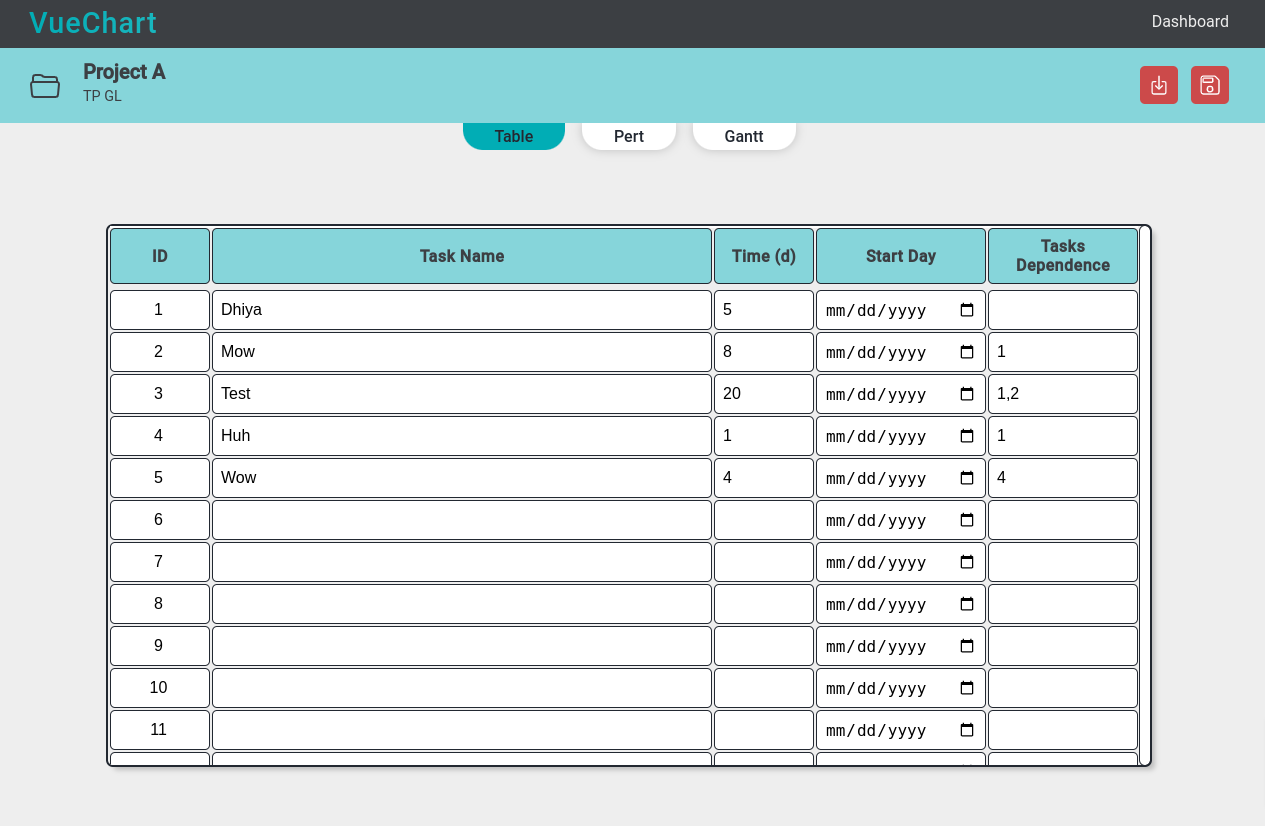 VueChart
Dashboard
Project A
TP GL
Table Pert Gantt
ID Task Name Time (d) Start Day Tasks Dependence
1 Dhiya 5 mm/dd/yyyy
2 Mow 8 mm/dd/yyyy 1
3 Test 20 mm/dd/yyyy 1,2
4 Huh 1 mm/dd/yyyy 1
5 Wow 4 mm/dd/yyyy 4
6 mm/dd/yyyy
7 mm/dd/yyyy
8 mm/dd/yyyy
9 mm/dd/yyyy
10 mm/dd/yyyy
11 mm/dd/yyyy